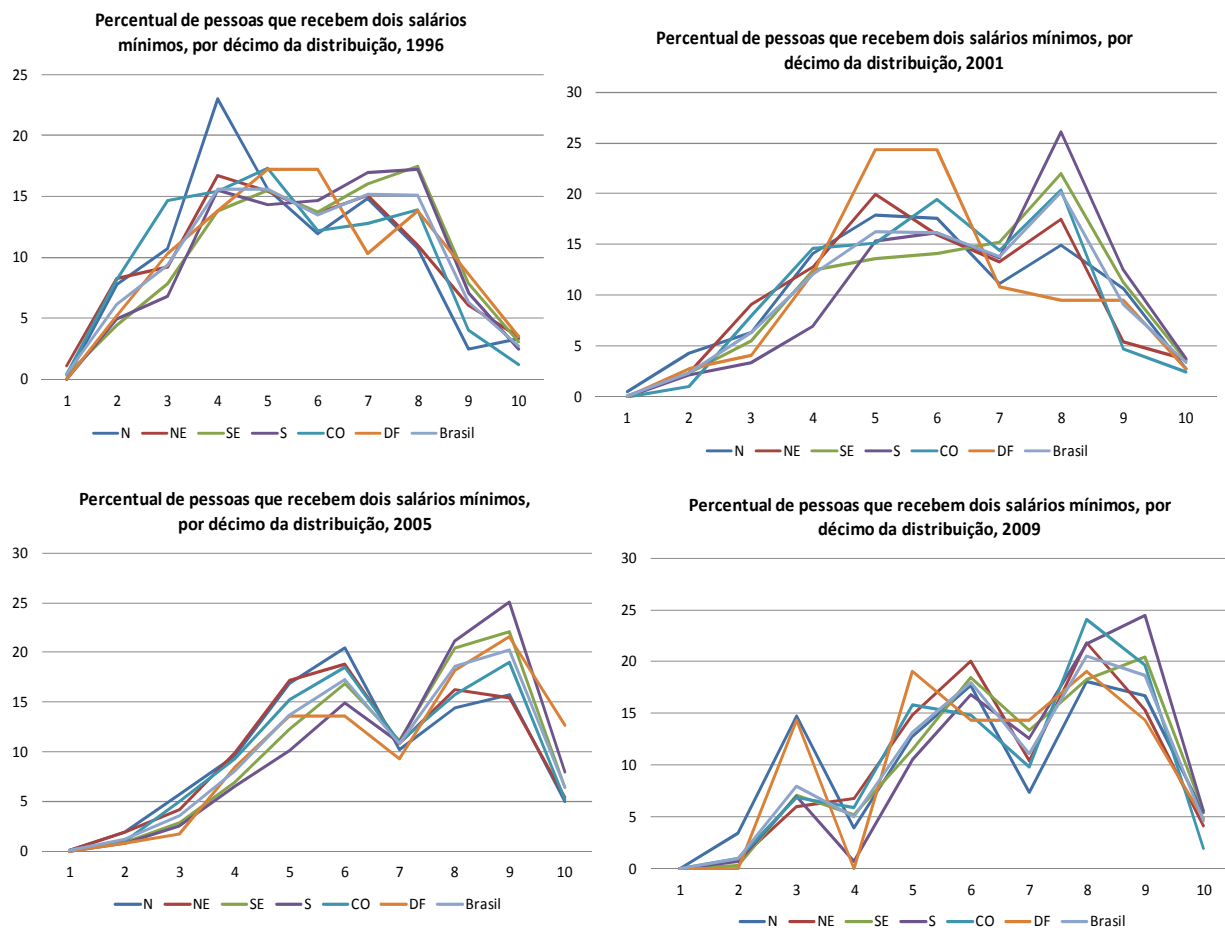 Percentual de pessoas que recebem dois salários
mínimos, por décimo da distribuição, 1996
25
20
15
10
5
0
1 2 3 4 5 6 7 8 9 10
N NE SE S CO DF Brasil
Percentual de pessoas que recebem dois salários mínimos, por
décimo da distribuição, 2001
30
25
20
15
10
5
0
1 2 3 4 5 6 7 8 9 10
N NE SE S CO DF Brasil
Percentual de pessoas que recebem dois salários mínimos,
por décimo da distribuição, 2005
30
25
20
15
10
5
0
1 2 3 4 5 6 7 8 9 10
N NE SE S CO DF Brasil
Percentual de pessoas que recebem dois salários mínimos, por
décimo da distribuição, 2009
30
25
20
15
10
5
0
1 2 3 4 5 6 7 8 9 10
N NE SE S CO DF Brasil